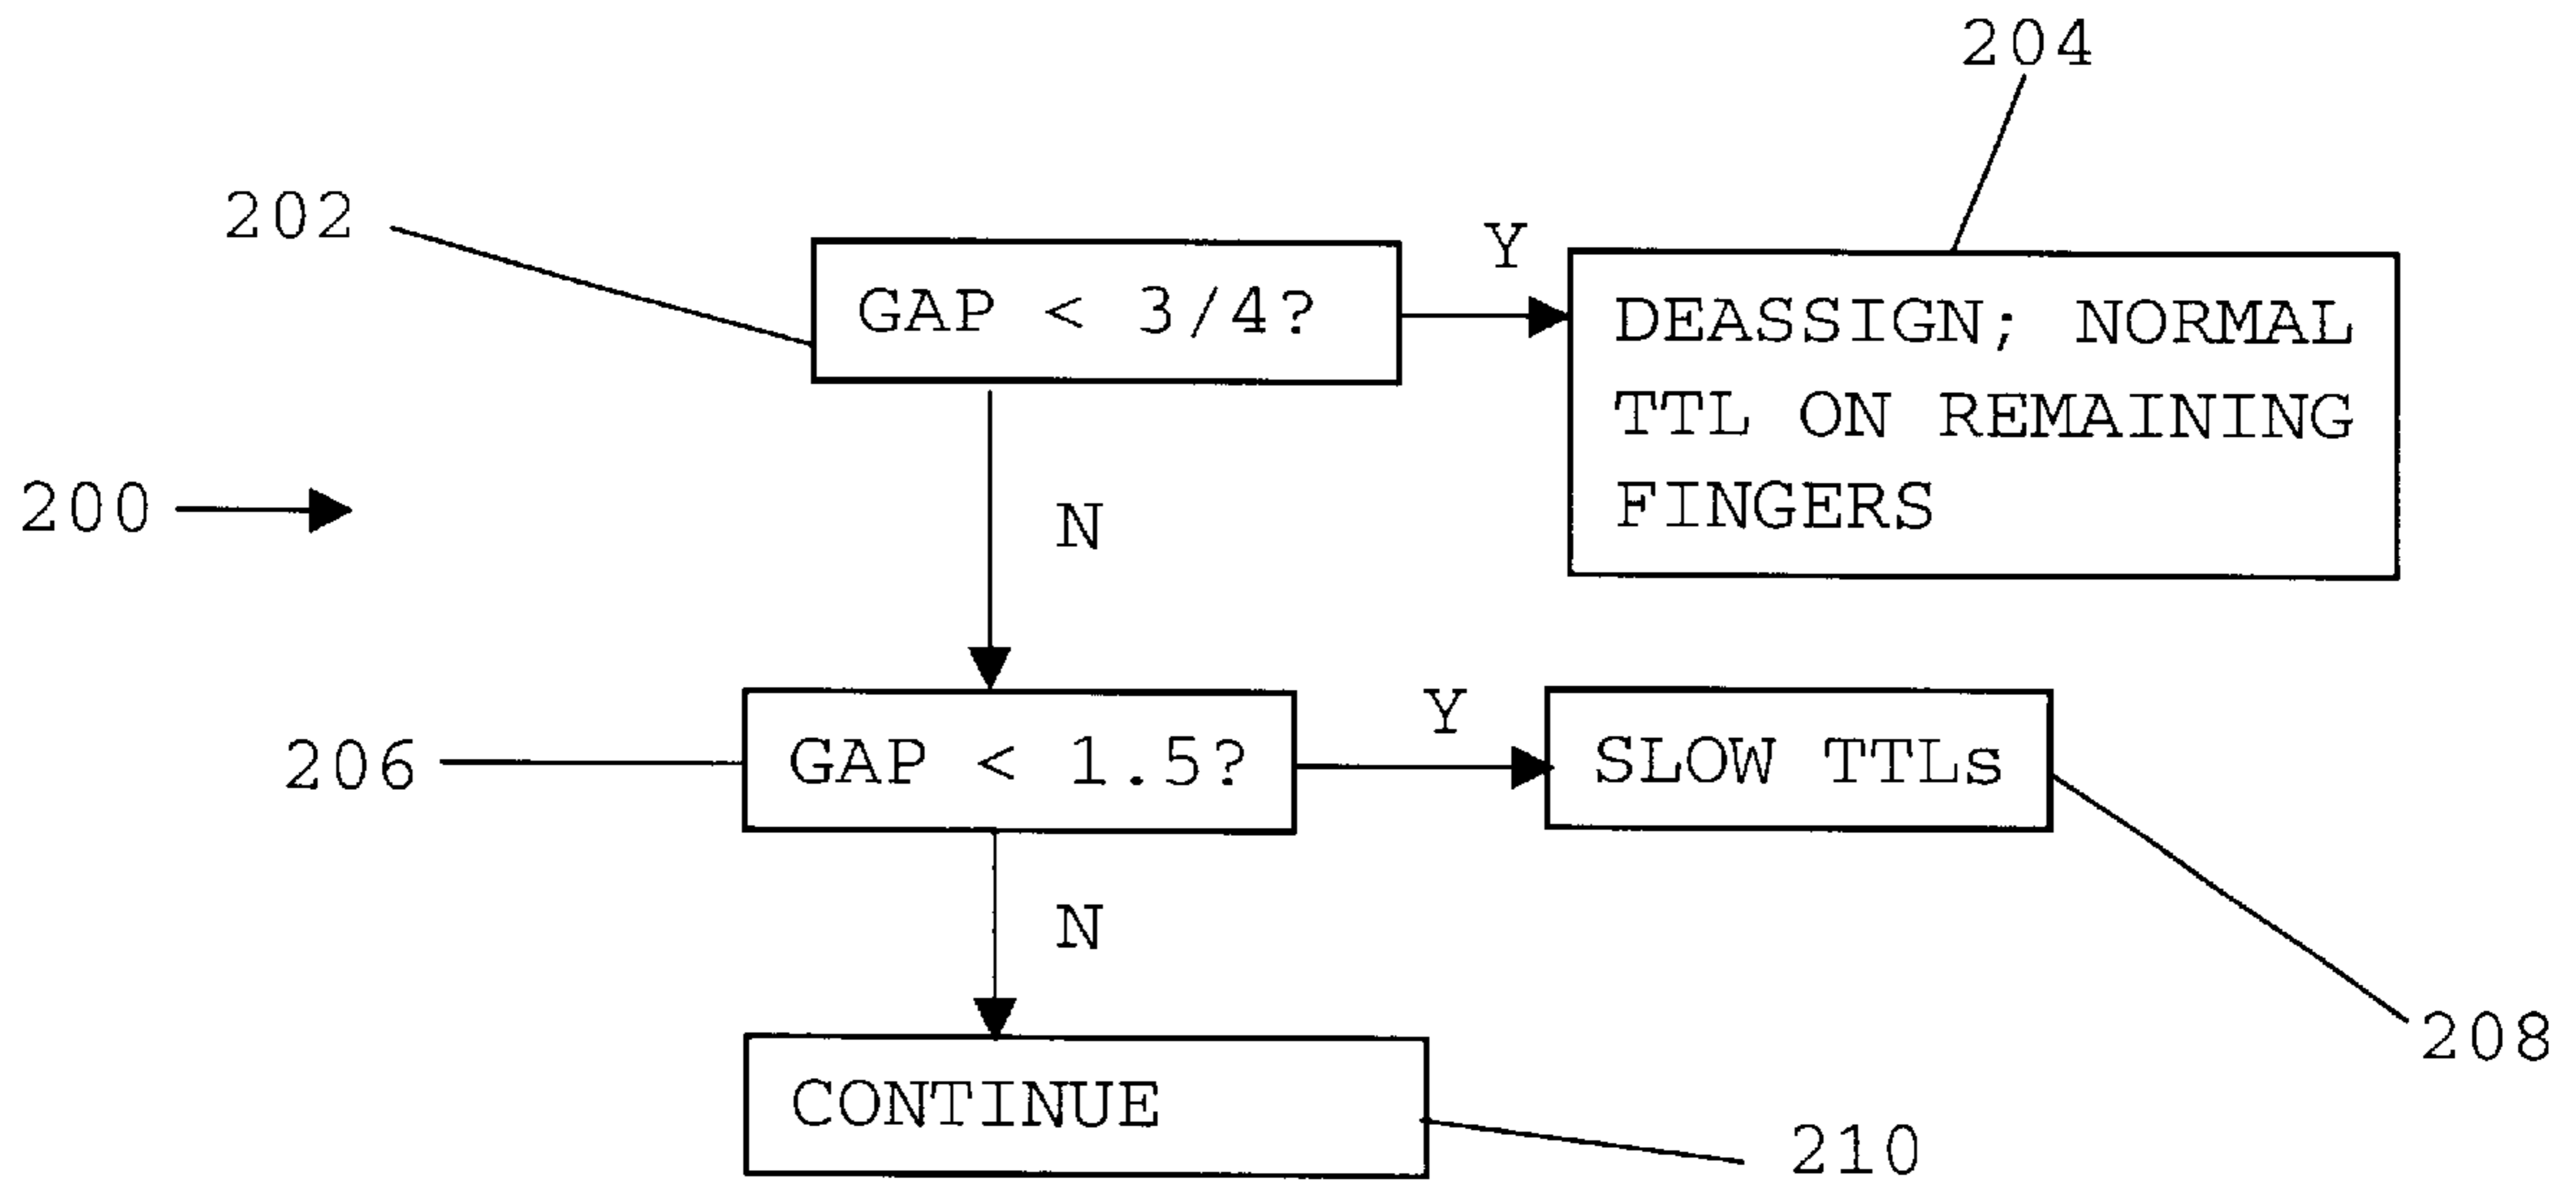 204
202
Y
GAP < 3/4?
DEASSIGN; NORMAL
TTL ON REMAINING
FINGERS
200
N
206
GAP < 1.5?
Y
SLOW TTLs
N
208
CONTINUE
210